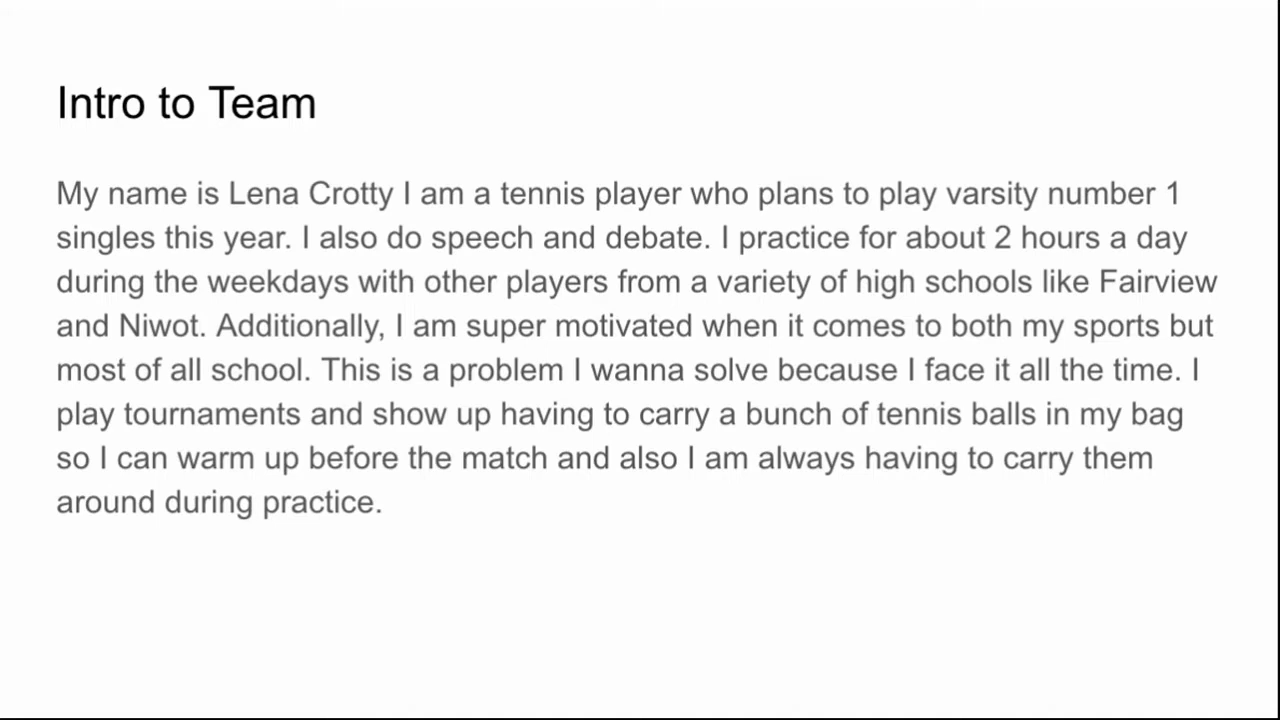 Intro to Team
My name is Lena Crotty I am a tennis player who plans to play varsity number 1
singles this year. I also do speech and debate. I practice for about 2 hours a day
during the weekdays with other players from a variety of high schools like Fairview
and Niwot. Additionally, I am super motivated when it comes to both my sports but
most of all school. This is a problem I wanna solve because I face it all the time. I
play tournaments and show up having to carry a bunch of tennis balls in my bag
so I can warm up before the match and also I am always having to carry them
around during practice.